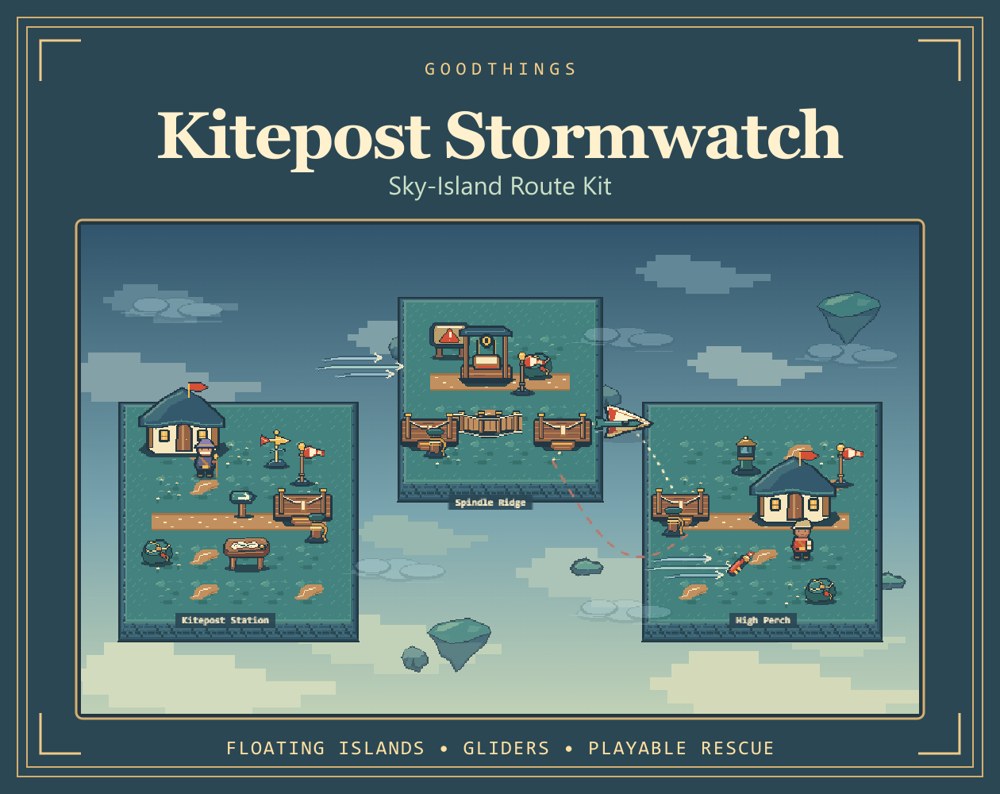 GOODTHINGS
Kitepost Stormwatch
Sky-Island Route Kit
Spindle Ridge
Kitepost Station
High Perch
FLOATING ISLANDS • GLIDERS • PLAYABLE RESCUE